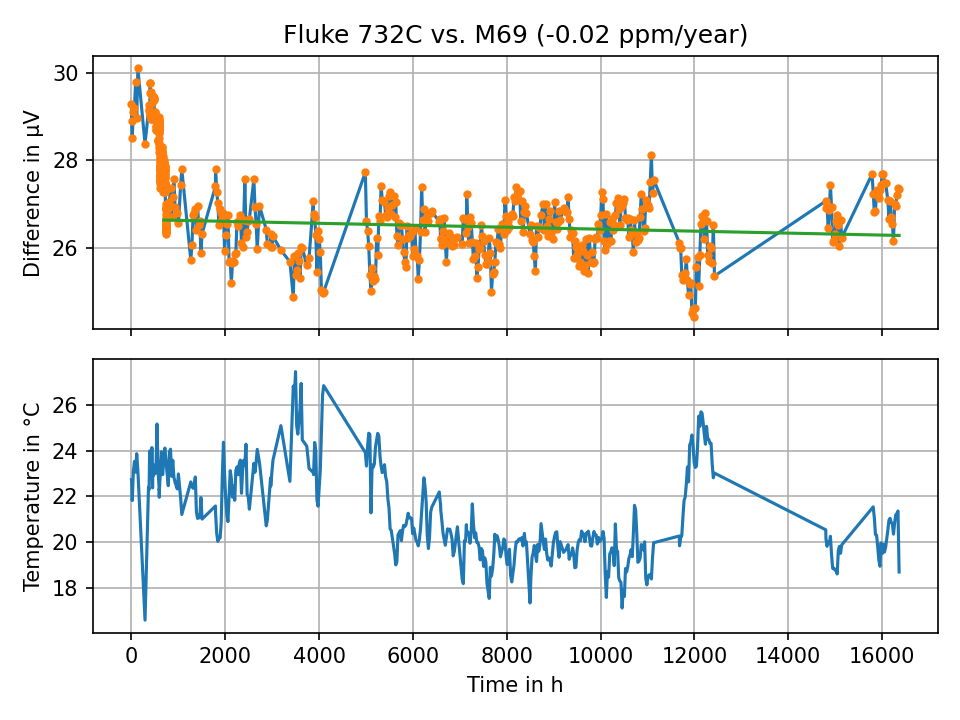 Fluke 732C vs. M69 (-0.02 ppm/year)
Difference in µV
30
28
26
Temperature in °C
26
24
22
20
18
0 2000 4000 6000 8000 10000 12000 14000 16000
Time in h